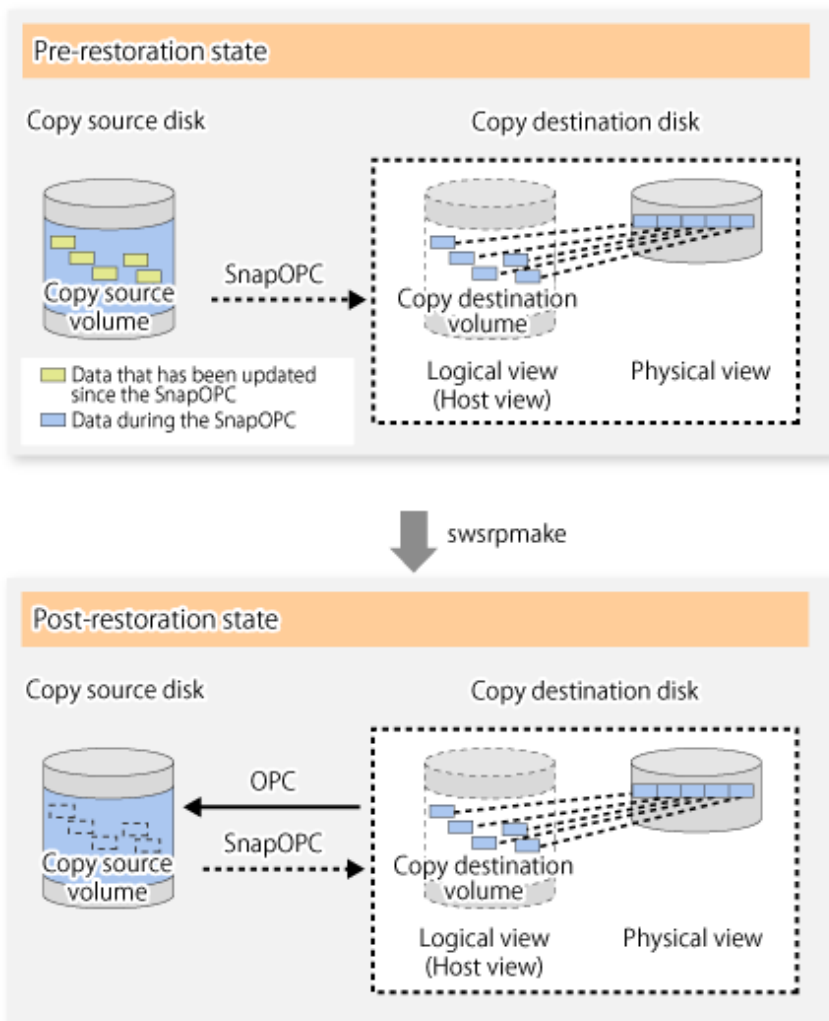 Pre-restoration state
Copy source disk
Copy destination disk
SnapOPC
Copy source
volume
Copy destination
volume
Data that has been updated
since the SnapOPC
Data during the SnapOPC
Logical view
(Host view)
Physical view
swsrpmake
Post-restoration state
Copy source disk
Copy destination disk
OPC
SnapOPC
Copy source
volume
Copy destination
volume
Logical view
(Host view)
Physical view